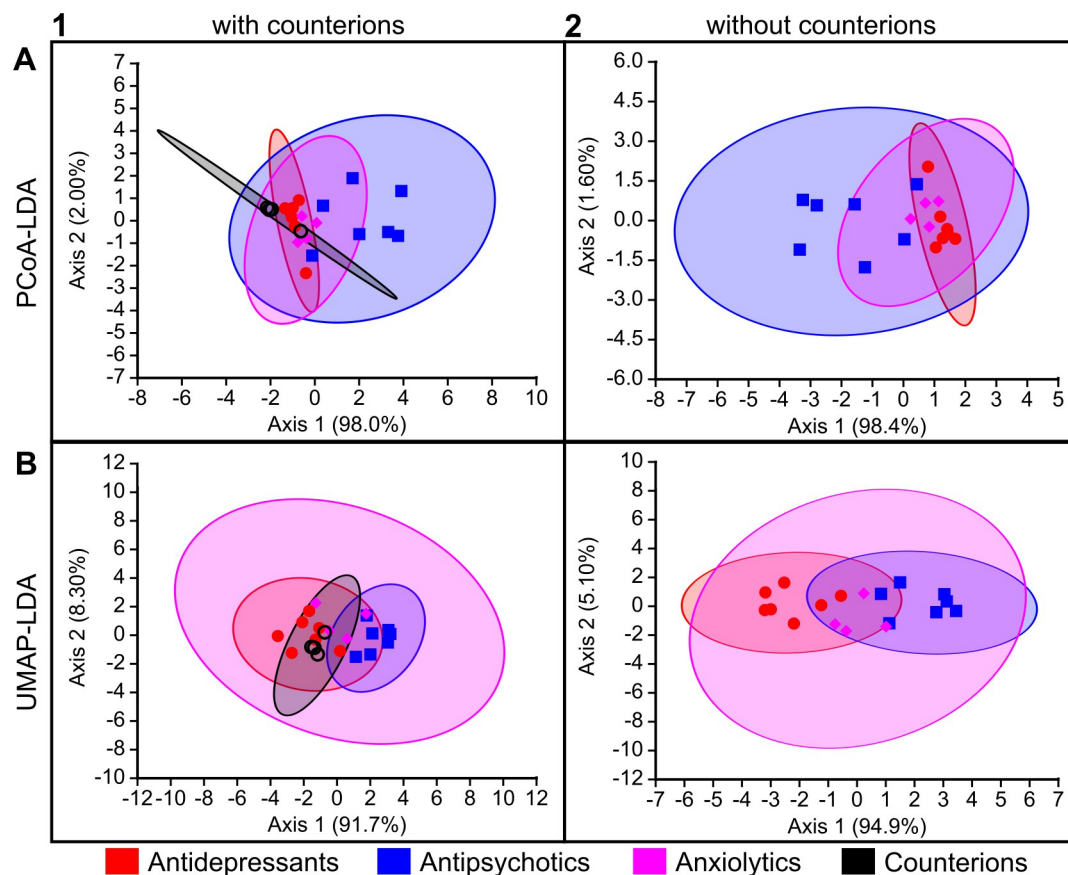 1 with counterions 2 without counterions
A
PCoA-LDA
Axis 2 (2.00%)
7
6
5
4
3
2
1
0
-1
-2
-3
-4
-5
-6
-7
-8 -6 -4 -2 0 2 4 6 8 10
Axis 1 (98.0%)
Axis 2 (1.60%)
6.0
4.5
3.0
1.5
0.0
-1.5
-3.0
-4.5
-6.0
-8 -7 -6 -5 -4 -3 -2 -1 0 1 2 3 4 5
Axis 1 (98.4%)
B
UMAP-LDA
Axis 2 (8.30%)
12
10
8
6
4
2
0
-2
-4
-6
-8
-10
-12 -10 -8 -6 -4 -2 0 2 4 6 8 10 12
Axis 1 (91.7%)
Axis 2 (5.10%)
10
8
6
4
2
0
-2
-4
-6
-8
-10
-12
-7 -6 -5 -4 -3 -2 -1 0 1 2 3 4 5 6 7
Axis 1 (94.9%)
Antidepressants Antipsychotics Anxiolytics Counterions